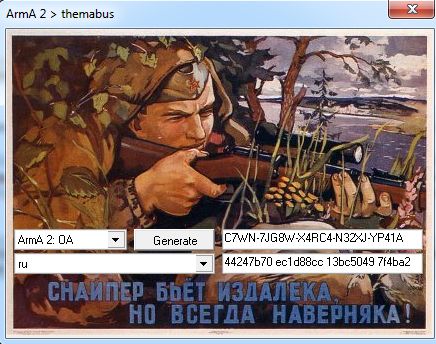 ArmA 2 > themabus
ArmA 2: OA
Generate
C7WN-7JG8W-X4RC4-N32XJ-YP41A
ru
44247b70 ec1d88cc 13bc5049 7f4ba2
СНАЙПЕР БЬЁТ ИЗДАЛЕКА,
НО ВСЕГДА НАВЕРНЯКА!